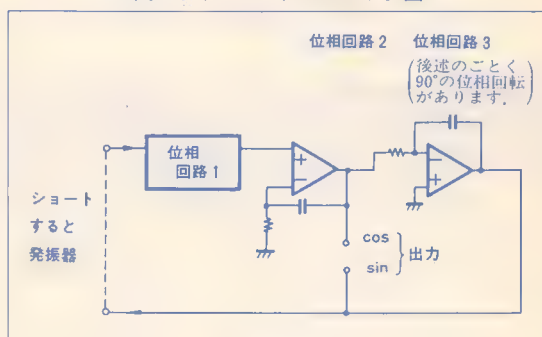 位相回路2
位相回路3
(後述のごとく
90°の位相回転
があります.)
位相
回路1
+
−
−
+
ショート
すると
発振器
cos
sin
出力